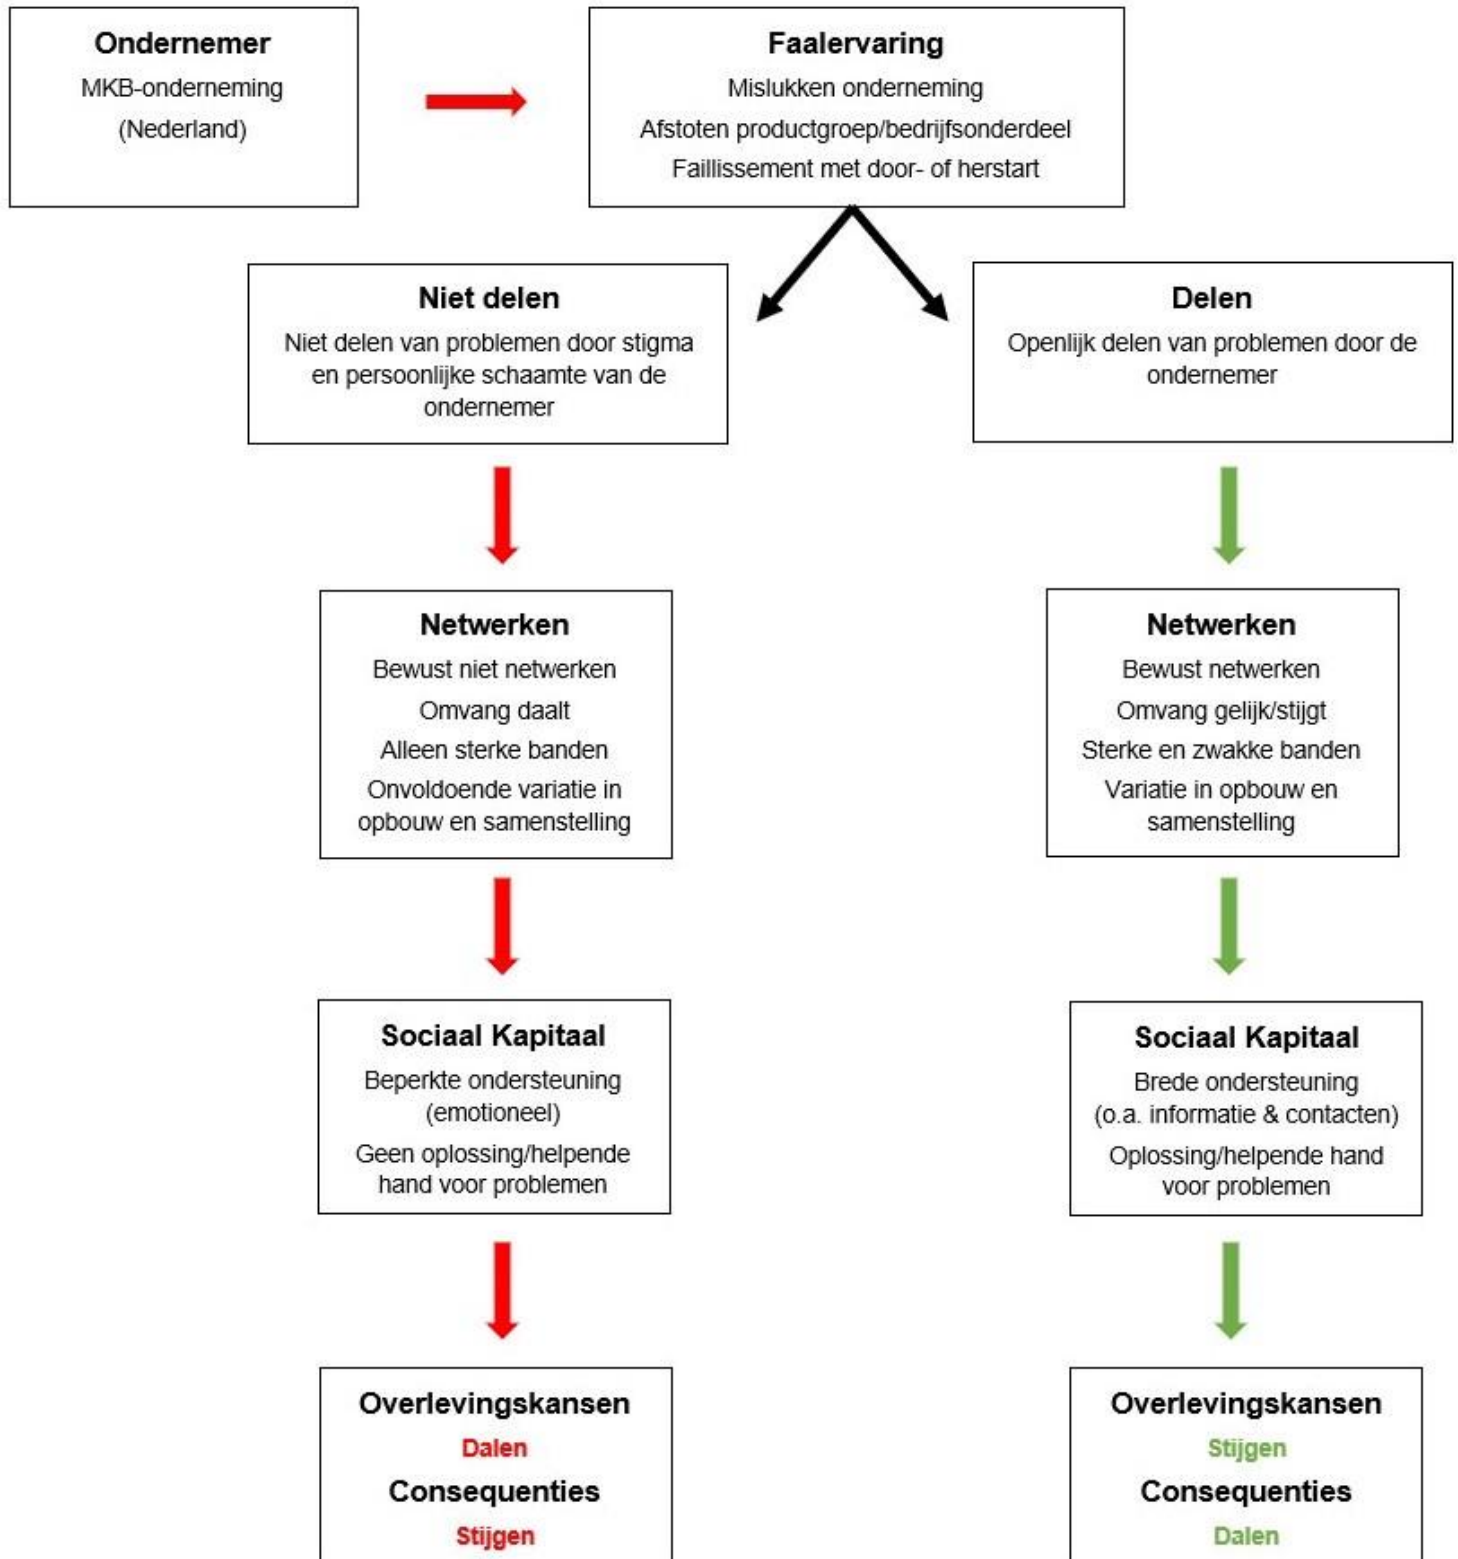 Ondernemer
MKB-onderneming
(Nederland)
Faalervaring
Mislukken onderneming
Afstoten productgroep/bedrijfsonderdeel
Faillissement met door- of herstart
Niet delen
Niet delen van problemen door stigma
en persoonlijke schaamte van de
ondernemer
Delen
Openlijk delen van problemen door de
ondernemer
Netwerken
Bewust niet netwerken
Omvang daalt
Alleen sterke banden
Onvoldoende variatie in
opbouw en samenstelling
Netwerken
Bewust netwerken
Omvang gelijk/stijgt
Sterke en zwakke banden
Variatie in opbouw en
samenstelling
Sociaal Kapitaal
Beperkte ondersteuning
(emotioneel)
Geen oplossing/helpende
hand voor problemen
Sociaal Kapitaal
Brede ondersteuning
(o.a. informatie & contacten)
Oplossing/helpende hand
voor problemen
Overlevingskansen
Dalen
Consequenties
Stijgen
Overlevingskansen
Stijgen
Consequenties
Dalen